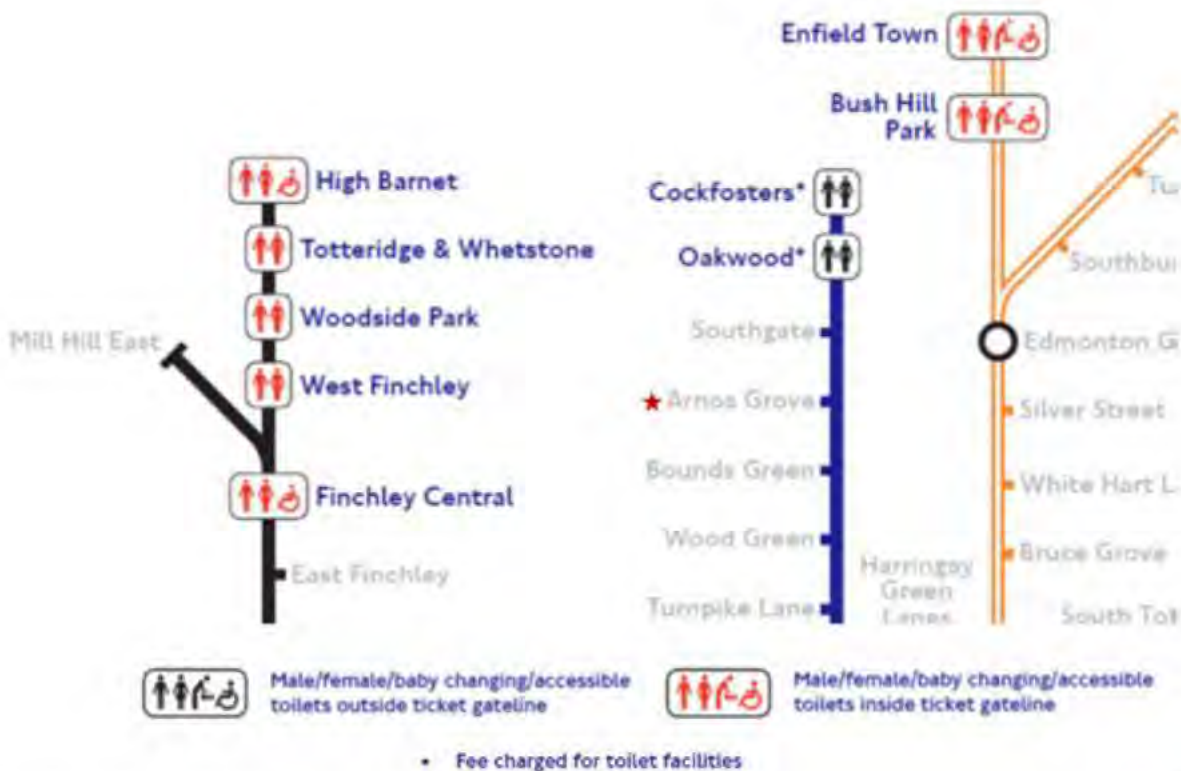 Enfield Town
Bush Hill
Park
High Barnet
Cockfosters*
Totteridge & Whetstone
Oakwood*
Woodside Park
Southgate
Mill Hill East
Edmonton G
West Finchley
Arnos Grove
Silver Street
Bounds Green
Finchley Central
White Hart L
Wood Green
Bruce Grove
Harringay
Green
Lanes
East Finchley
Turnpike Lane
South Tot
Male/female/baby changing/accessible
toilets outside ticket gateline
Male/female/baby changing/accessible
toilets inside ticket gateline
• Fee charged for toilet facilities